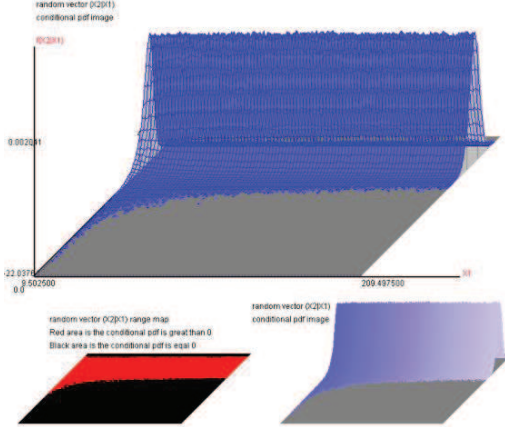 random vector (X2|X1)
conditional pdf image
f(X2|X1)
0.002041
-22.0376
9.502500
209.497500
0.0
random vector (X2|X1) range map
Red area is the conditional pdf is great than 0
Black area is the conditional pdf is eqal 0
random vector (X2|X1)
conditional pdf image